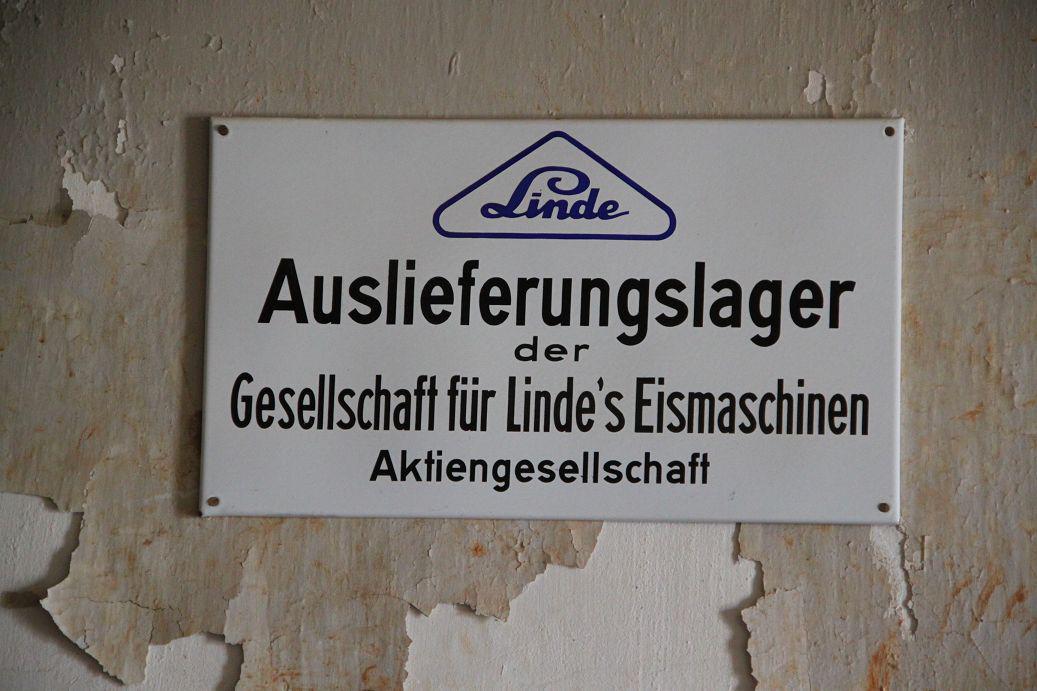 Linde
Auslieferungslager
der
Gesellschaft für Linde's Eismaschinen
Aktiengesellschaft